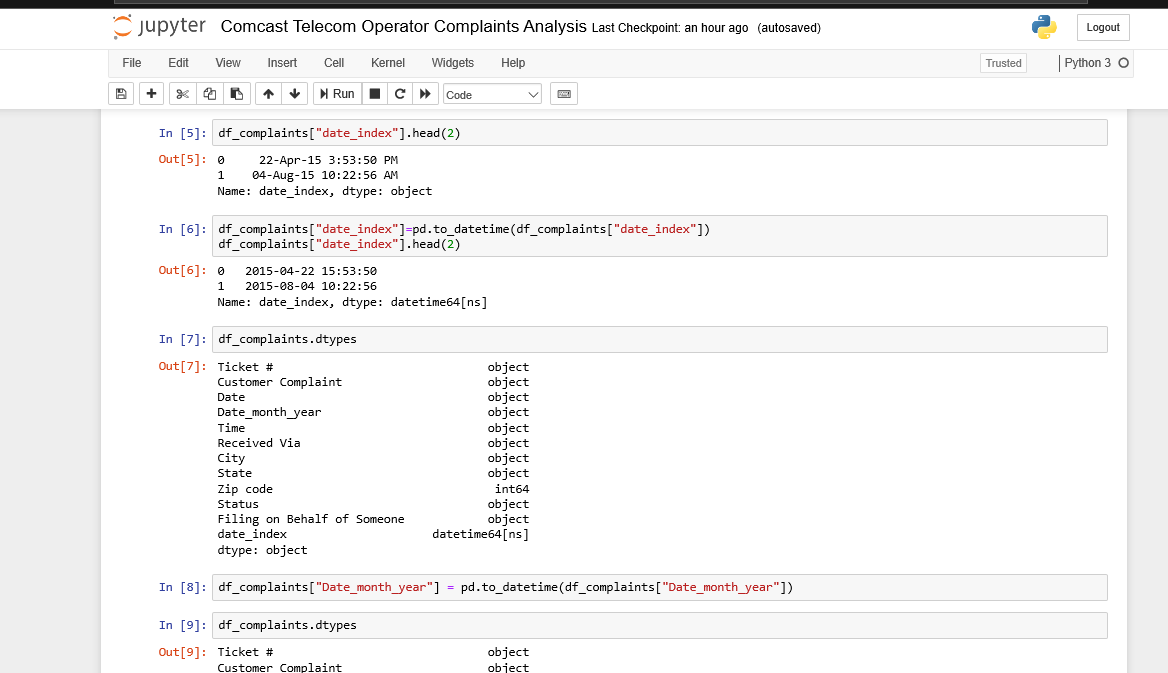 jupyter Comcast Telecom Operator Complaints Analysis Last Checkpoint: an hour ago (autosaved) Logout
File Edit View Insert Cell Kernel Widgets Help Trusted Python 3
Run Code
In [5]: df_complaints["date_index"].head(2)
Out[5]: 0     22-Apr-15 3:53:50 PM
1    04-Aug-15 10:22:56 AM
Name: date_index, dtype: object
In [6]: df_complaints["date_index"]=pd.to_datetime(df_complaints["date_index"])
df_complaints["date_index"].head(2)
Out[6]: 0   2015-04-22 15:53:50
1   2015-08-04 10:22:56
Name: date_index, dtype: datetime64[ns]
In [7]: df_complaints.dtypes
Out[7]: Ticket #                               object
Customer Complaint                     object
Date                                   object
Date_month_year                        object
Time                                   object
Received Via                           object
City                                   object
State                                  object
Zip code                                int64
Status                                 object
Filing on Behalf of Someone            object
date_index                     datetime64[ns]
dtype: object
In [8]: df_complaints["Date_month_year"] = pd.to_datetime(df_complaints["Date_month_year"])
In [9]: df_complaints.dtypes
Out[9]: Ticket #                               object
Customer Complaint                     object